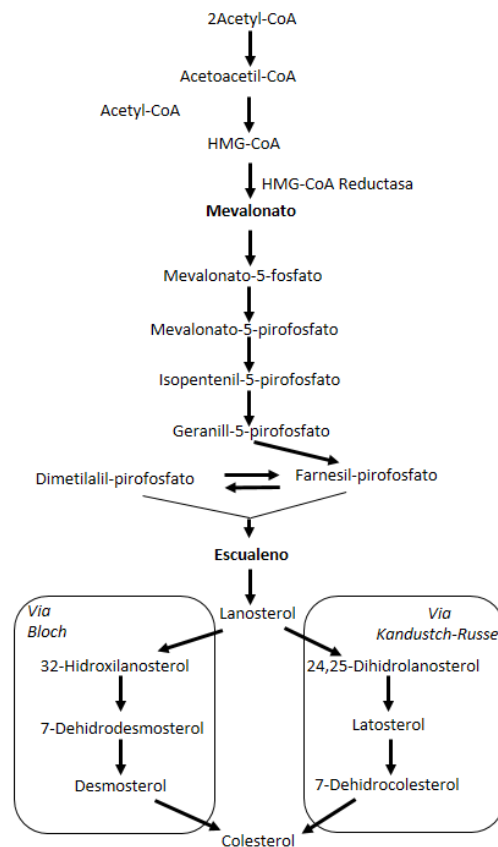 2Acetyl-CoA
Acetoacetil-CoA
Acetyl-CoA
HMG-CoA
HMG-CoA Reductasa
Mevalonato
Mevalonato-5-fosfato
Mevalonato-5-pirofosfato
Isopentenil-5-pirofosfato
Geranill-5-pirofosfato
Dimetilalil-pirofosfato
Farnesil-pirofosfato
Escualeno
Lanosterol
Via
Bloch
32-Hidroxilanosterol
7-Dehidrodesmosterol
Desmosterol
Via
Kandustch-Russe
24,25-Dihidrolanosterol
Latosterol
7-Dehidrocolesterol
Colesterol